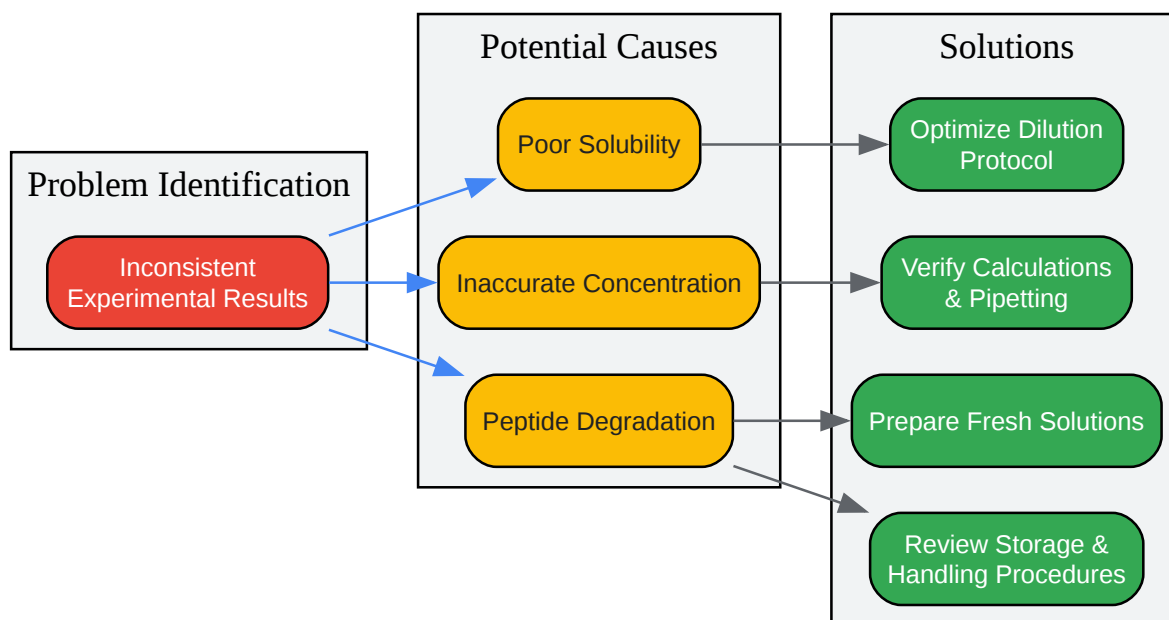 Problem Identification
Inconsistent
Experimental Results
Potential Causes
Poor Solubility
Inaccurate Concentration
Peptide Degradation
Solutions
Optimize Dilution
Protocol
Verify Calculations
& Pipetting
Prepare Fresh Solutions
Review Storage &
Handling Procedures